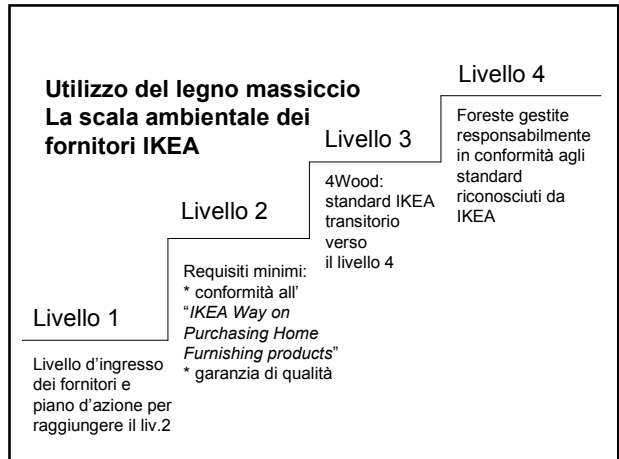 Utilizzo del legno massiccio
La scala ambientale dei
fornitori IKEA
Livello 1
Livello d'ingresso
dei fornitori e
piano d'azione per
raggiungere il liv.2
Livello 2
Requisiti minimi:
* conformità all'
“IKEA Way on
Purchasing Home
Furnishing products”
* garanzia di qualità
Livello 3
4Wood:
standard IKEA
transitorio
verso
il livello 4
Livello 4
Foreste gestite
responsabilmente
in conformità agli
standard
riconosciuti da
IKEA